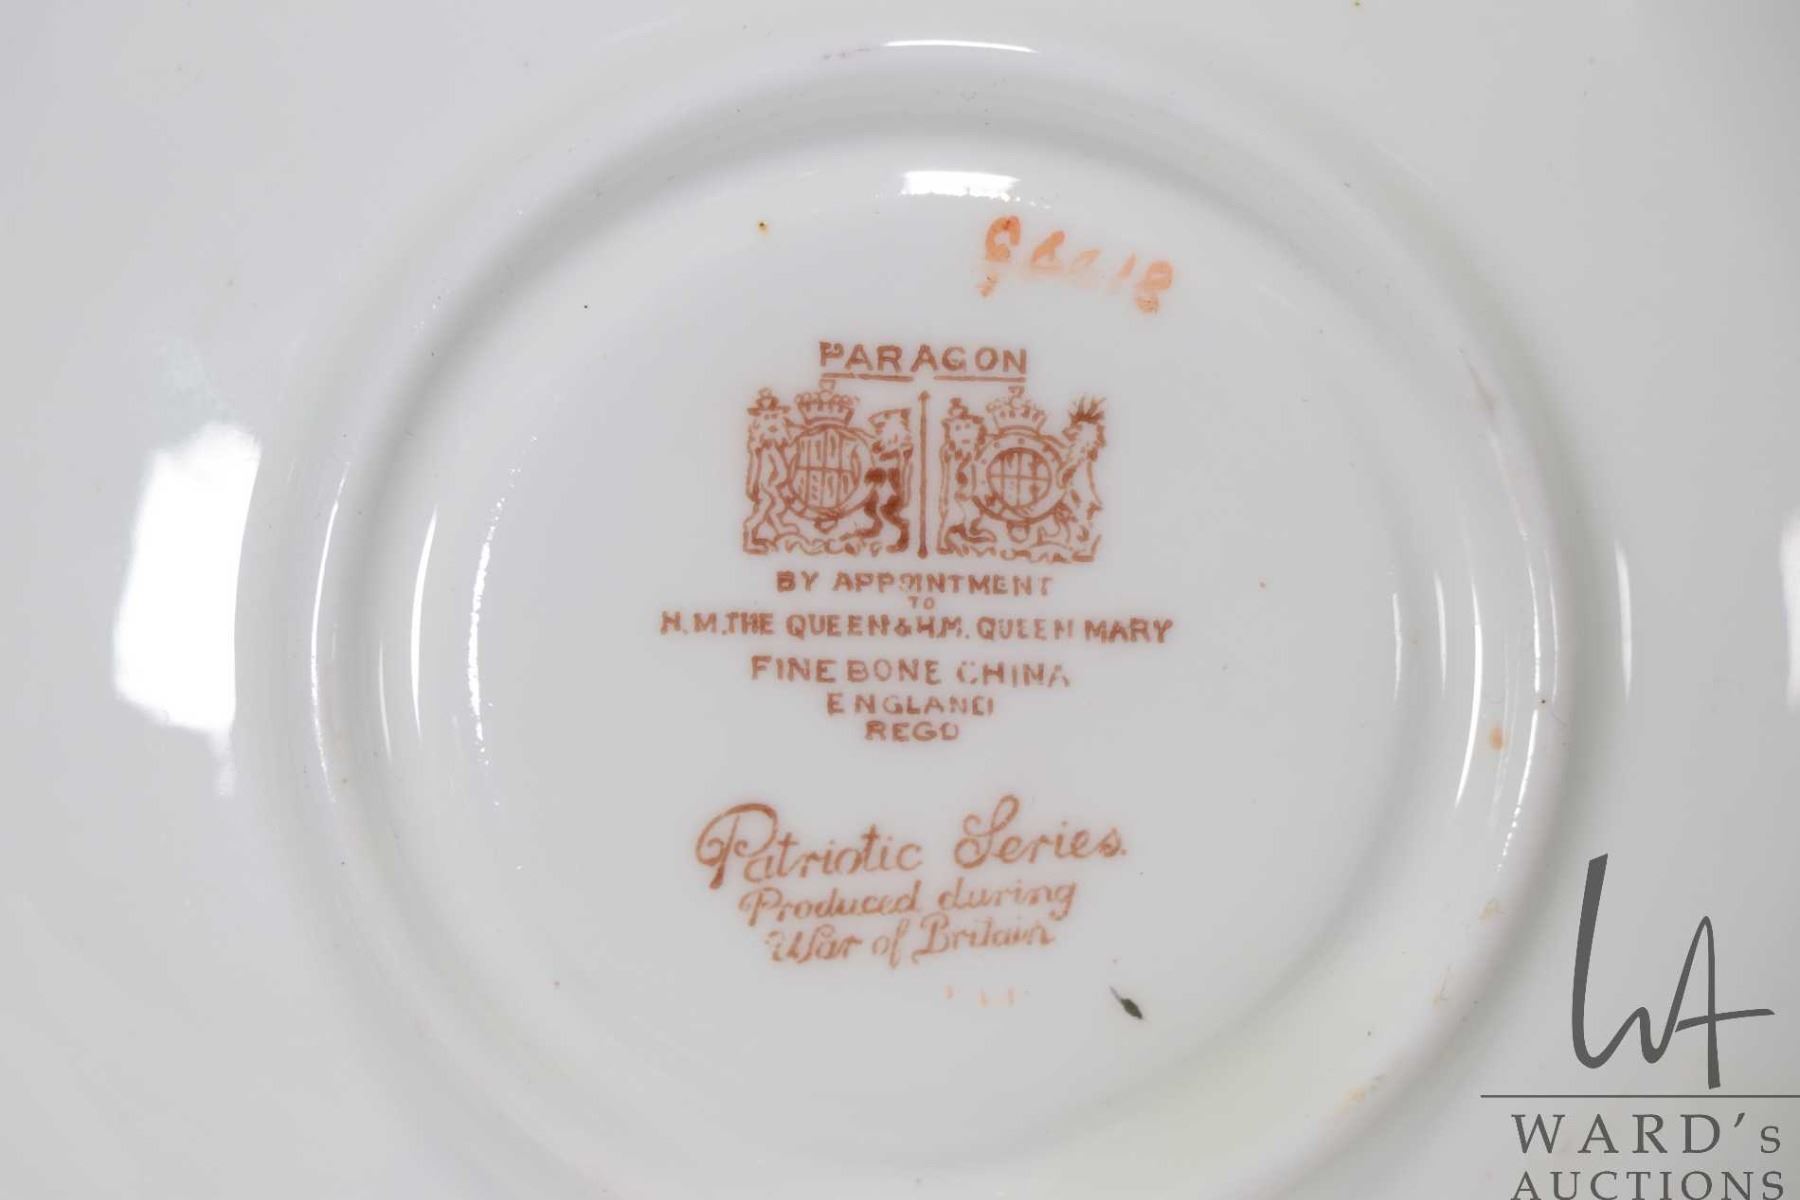 PARAGON
BY APPOINTMENT
TO
H.M. THE QUEEN & H.M. QUEEN MARY
FINE BONE CHINA
ENGLAND
REGD
Patriotic Series.
Produced during
War of Britain
WARD's
AUCTIONS